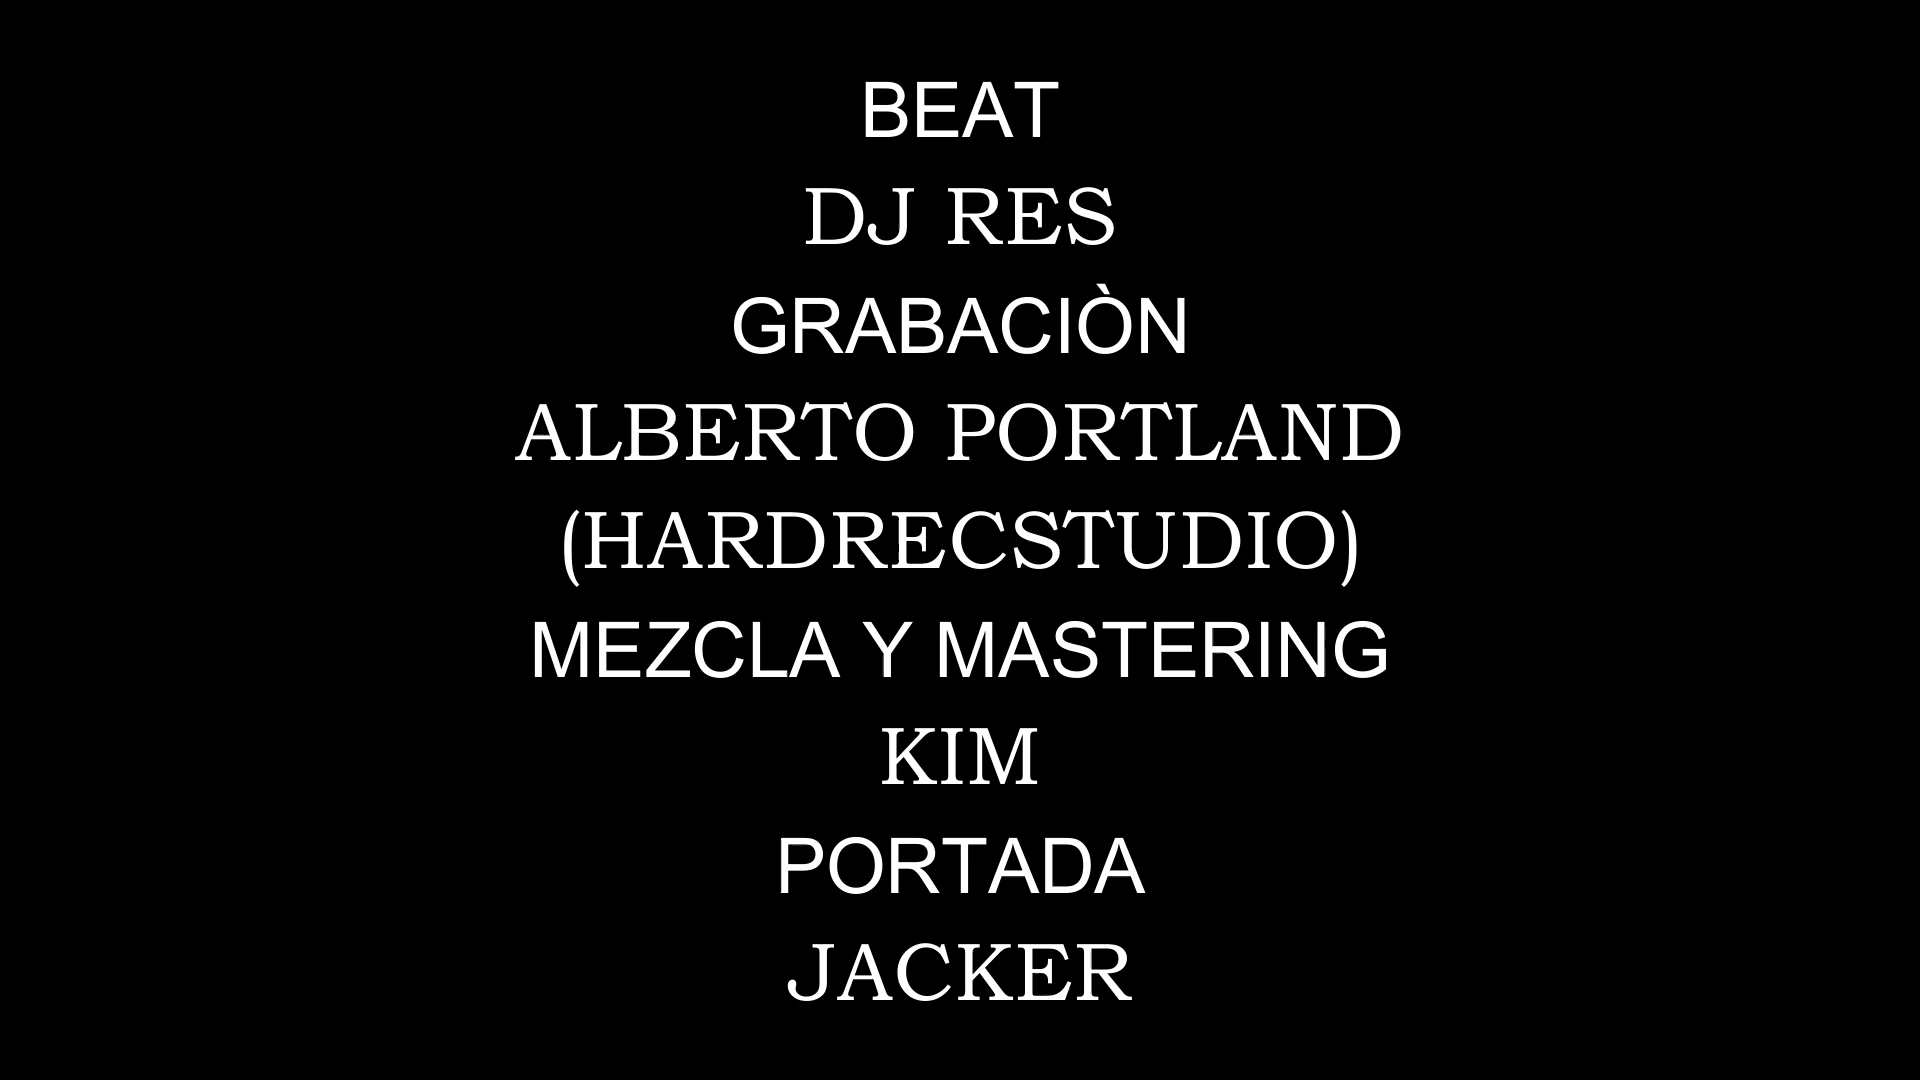 BEAT
DJ RES
GRABACIÒN
ALBERTO PORTLAND
(HARDRECSTUDIO)
MEZCLA Y MASTERING
KIM
PORTADA
JACKER